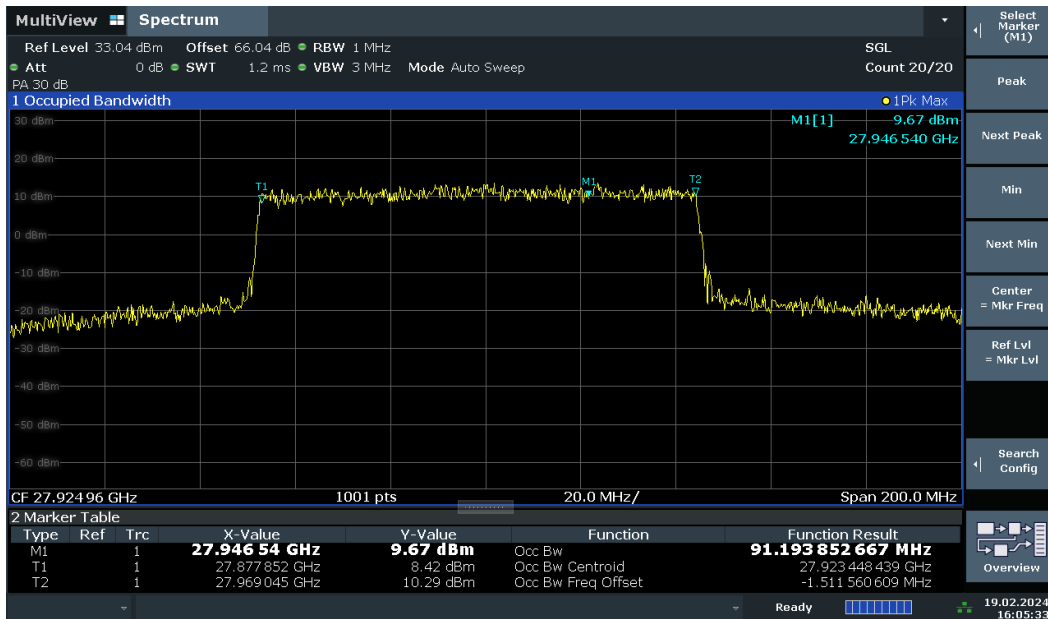 MultiView Spectrum
Ref Level 33.04 dBm Offset 66.04 dB RBW 1 MHz SGL
Att 0 dB SWT 1.2 ms VBW 3 MHz Mode Auto Sweep Count 20/20
PA 30 dB
1 Occupied Bandwidth 1Pk Max
30 dBm
M1[1] 9.67 dBm
27.946 540 GHz
20 dBm
T1
M1
T2
10 dBm
0 dBm
-10 dBm
-20 dBm
-30 dBm
-40 dBm
-50 dBm
-60 dBm
CF 27.92496 GHz 1001 pts 20.0 MHz/ Span 200.0 MHz
2 Marker Table
Type Ref Trc X-Value Y-Value Function Function Result
M1 1 27.946 54 GHz 9.67 dBm Occ Bw 91.193 852 667 MHz
T1 1 27.877 852 GHz 8.42 dBm Occ Bw Centroid 27.923 448 439 GHz
T2 1 27.969 045 GHz 10.29 dBm Occ Bw Freq Offset -1.511 560 609 MHz
Ready
19.02.2024
16:05:33
Select
Marker
(M1)
Peak
Next Peak
Min
Next Min
Center
= Mkr Freq
Ref Lvl
= Mkr Lvl
Search
Config
Overview